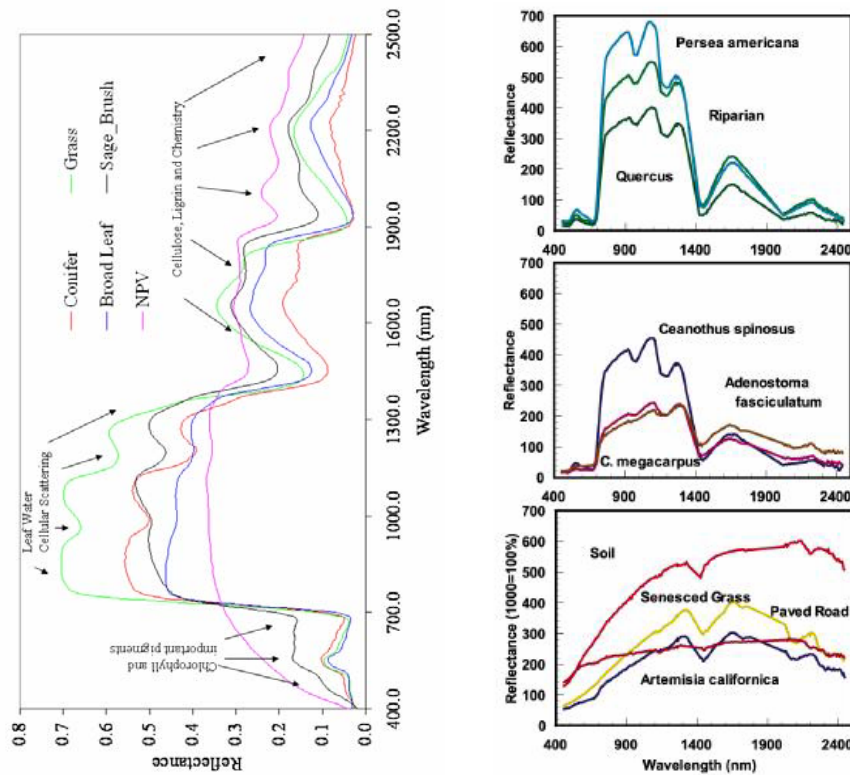 Grass
Sage_Brush
Conifer
Broad Leaf
NPV
Leaf Water
Cellular Scattering
Cellulose, Lignin and Chemistry
Chlorophyll and
important pigments
0.8
0.7
0.6
0.5
0.4
0.3
0.2
0.1
0.0
Reflectance
400.0
700.0
1000.0
1300.0
1600.0
1900.0
2200.0
2500.0
Wavelength (nm)
700
600
500
400
300
200
100
0
Reflectance
Persea americana
Riparian
Quercus
400 900 1400 1900 2400
700
600
500
400
300
200
100
0
Reflectance
Ceanothus spinosus
Adenostoma
fasciculatum
C. megacarpus
400 900 1400 1900 2400
700
600
500
400
300
200
100
0
Reflectance (1000=100%)
Soil
Senesced Grass
Paved Road
Artemisia californica
400 900 1400 1900 2400
Wavelength (nm)